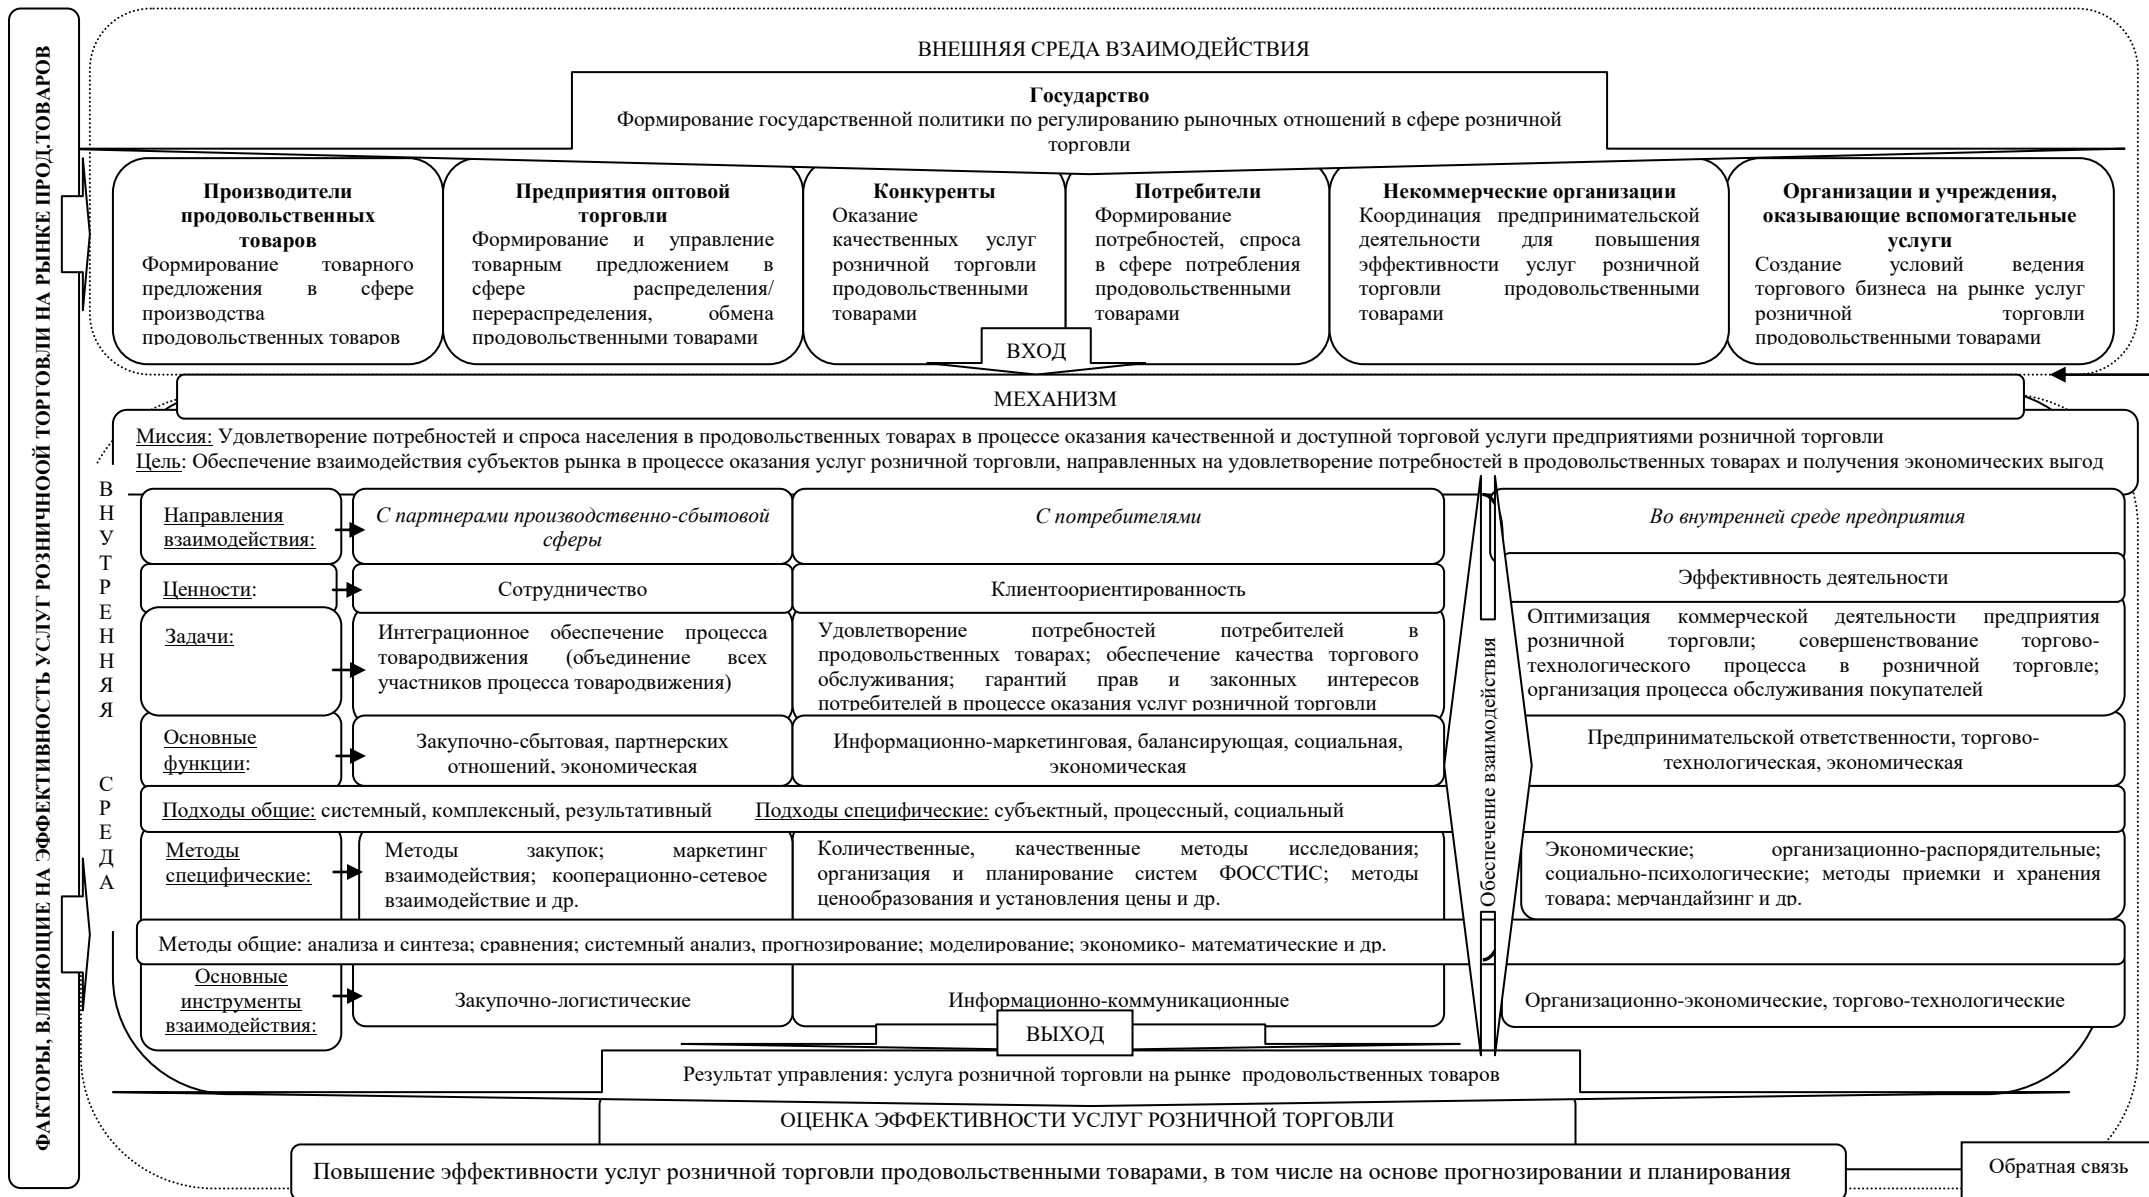 ФАКТОРЫ, ВЛИЯЮЩИЕ НА ЭФФЕКТИВНОСТЬ УСЛУГ РОЗНИЧНОЙ ТОРГОВЛИ НА РЫНКЕ ПРОД.ТОВАРОВ
ВНЕШНЯЯ СРЕДА ВЗАИМОДЕЙСТВИЯ
Государство
Формирование государственной политики по регулированию рыночных отношений в сфере розничной
торговли
Производители
продовольственных
товаров
Формирование товарного
предложения в сфере
производства
продовольственных товаров
Предприятия оптовой
торговли
Формирование и управление
товарным предложением в
сфере распределения/
перераспределения, обмена
продовольственными товарами
Конкуренты
Оказание
качественных услуг
розничной торговли
продовольственными
товарами
Потребители
Формирование
потребностей, спроса
в сфере потребления
продовольственными
товарами
Некоммерческие организации
Координация предпринимательской
деятельности для повышения
эффективности услуг розничной
торговли продовольственными
товарами
Организации и учреждения,
оказывающие вспомогательные
услуги
Создание условий ведения
торгового бизнеса на рынке услуг
розничной торговли
продовольственными товарами
ВХОД
МЕХАНИЗМ
Миссия: Удовлетворение потребностей и спроса населения в продовольственных товарах в процессе оказания качественной и доступной торговой услуги предприятиями розничной торговли
Цель: Обеспечение взаимодействия субъектов рынка в процессе оказания услуг розничной торговли, направленных на удовлетворение потребностей в продовольственных товарах и получения экономических выгод
ВНУТРЕННЯЯ СРЕДА
Направления
взаимодействия:
С партнерами производственно-сбытовой
сферы
С потребителями
Во внутренней среде предприятия
Ценности:
Сотрудничество
Клиентоориентированность
Эффективность деятельности
Задачи:
Интеграционное обеспечение процесса
товародвижения (объединение всех
участников процесса товародвижения)
Удовлетворение потребностей потребителей в
продовольственных товарах; обеспечение качества торгового
обслуживания; гарантий прав и законных интересов
потребителей в процессе оказания услуг розничной торговли
Оптимизация коммерческой деятельности предприятия
розничной торговли; совершенствование торгово-
технологического процесса в розничной торговле;
организация процесса обслуживания покупателей
Обеспечение взаимодействия
Основные
функции:
Закупочно-сбытовая, партнерских
отношений, экономическая
Информационно-маркетинговая, балансирующая, социальная,
экономическая
Предпринимательской ответственности, торгово-
технологическая, экономическая
Подходы общие: системный, комплексный, результативный Подходы специфические: субъектный, процессный, социальный
Методы
специфические:
Методы закупок; маркетинг
взаимодействия; кооперационно-сетевое
взаимодействие и др.
Количественные, качественные методы исследования;
организация и планирование систем ФОССТИС; методы
ценообразования и установления цены и др.
Экономические; организационно-распорядительные;
социально-психологические; методы приемки и хранения
товара; мерчандайзинг и др.
Методы общие: анализа и синтеза; сравнения; системный анализ, прогнозирование; моделирование; экономико- математические и др.
Основные
инструменты
взаимодействия:
Закупочно-логистические
Информационно-коммуникационные
Организационно-экономические, торгово-технологические
ВЫХОД
Результат управления: услуга розничной торговли на рынке продовольственных товаров
ОЦЕНКА ЭФФЕКТИВНОСТИ УСЛУГ РОЗНИЧНОЙ ТОРГОВЛИ
Повышение эффективности услуг розничной торговли продовольственными товарами, в том числе на основе прогнозировании и планирования
Обратная связь